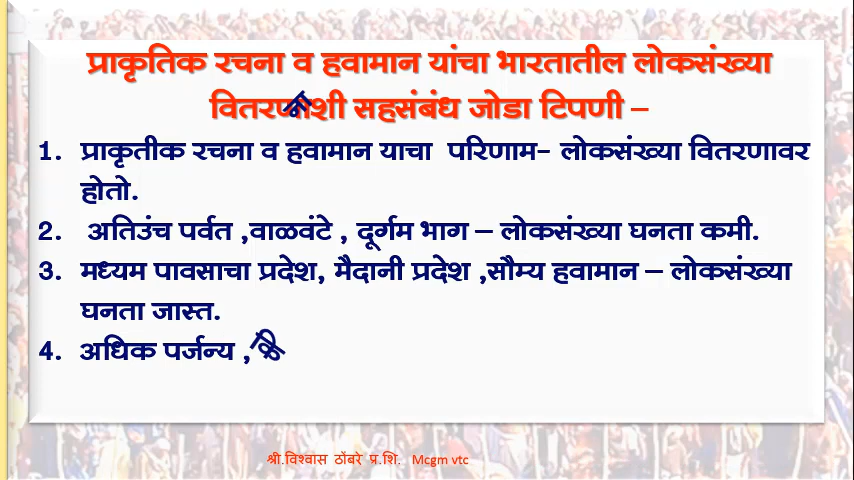 प्राकृतिक रचना व हवामान यांचा भारतातील लोकसंख्या
वितरणाशी सहसंबंध जोडा टिपणी –
1. प्राकृतीक रचना व हवामान याचा परिणाम- लोकसंख्या वितरणावर
होतो.
2. अतिउंच पर्वत ,वाळवंटे , दूर्गम भाग – लोकसंख्या घनता कमी.
3. मध्यम पावसाचा प्रदेश, मैदानी प्रदेश ,सौम्य हवामान – लोकसंख्या
घनता जास्त.
4. अधिक पर्जन्य ,
श्री.विश्वास ठोंबरे प्र.शि. Mcgm vtc